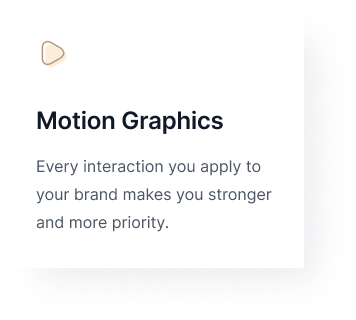 Motion Graphics
Every interaction you apply to
your brand makes you stronger
and more priority.